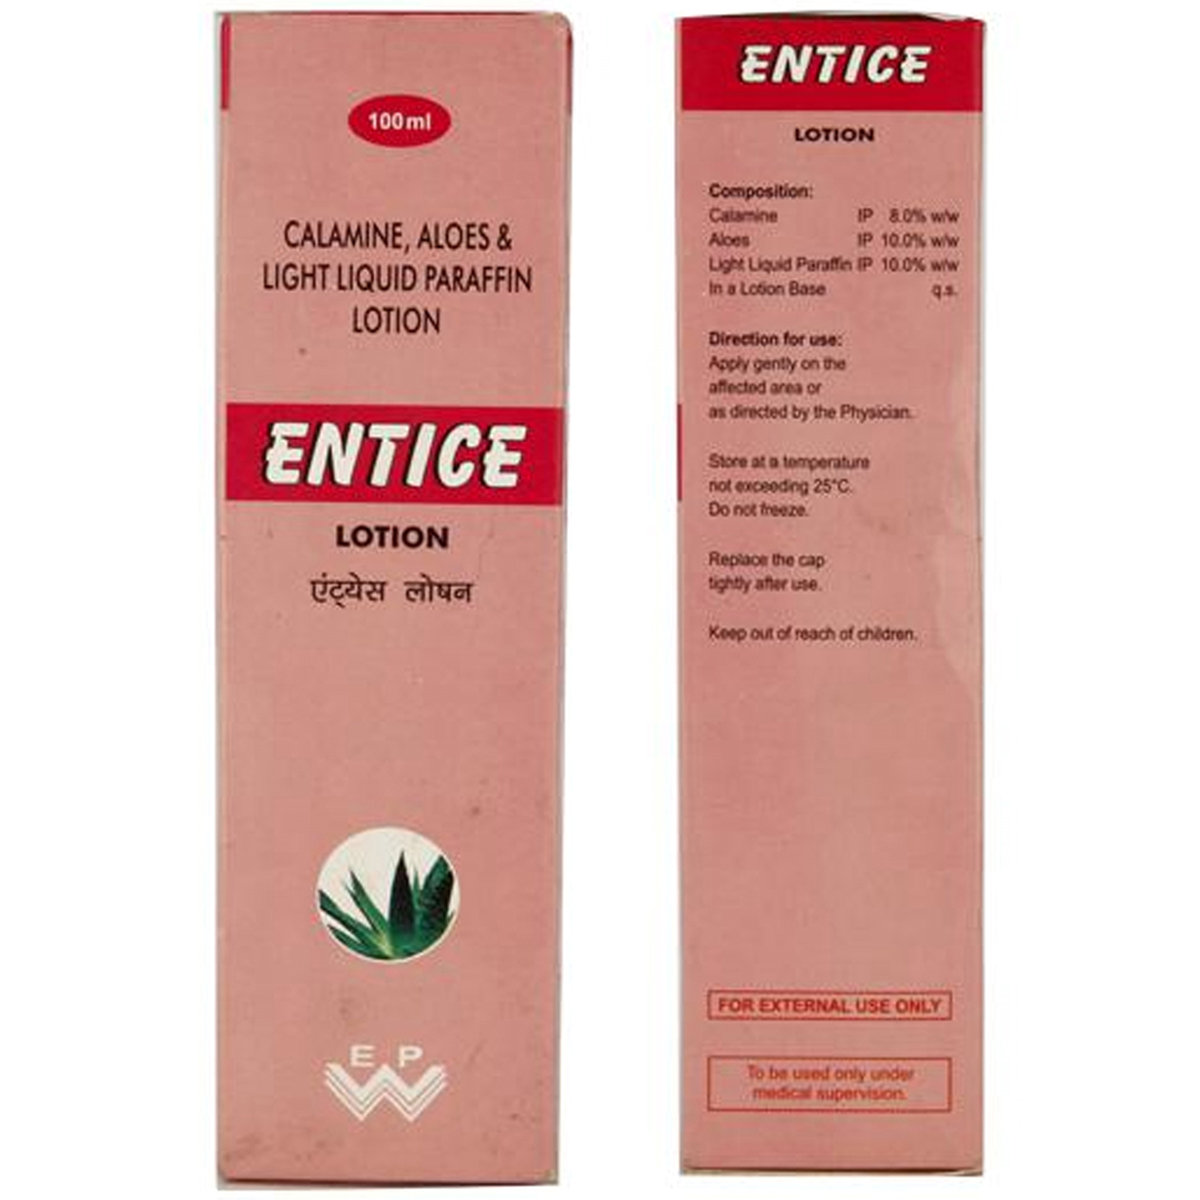 100ml
CALAMINE, ALOES &
LIGHT LIQUID PARAFFIN
LOTION
ENTICE
LOTION
एंट्येस लोषन
E P
W
ENTICE
LOTION
Composition:
Calamine IP 8.0% w/w
Aloes IP 10.0% w/w
Light Liquid Paraffin IP 10.0% w/w
In a Lotion Base q.s.
Direction for use:
Apply gently on the
affected area or
as directed by the Physician.
Store at a temperature
not exceeding 25°C.
Do not freeze.
Replace the cap
tightly after use.
Keep out of reach of children.
FOR EXTERNAL USE ONLY
To be used only under
medical supervision.